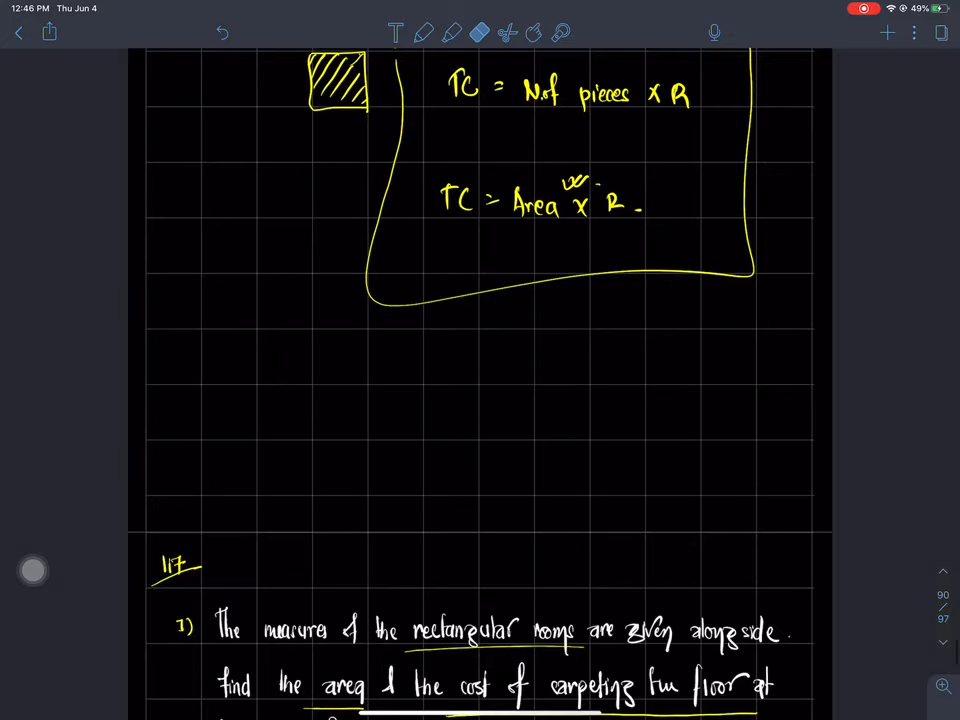 12:46 PM Thu Jun 4
49%
T
TC = N.of pieces x R
TC = Area x R.
90
/
97
117
7) The measures of the rectangular rooms are given alongside.
find the area & the cost of carpeting the floor at